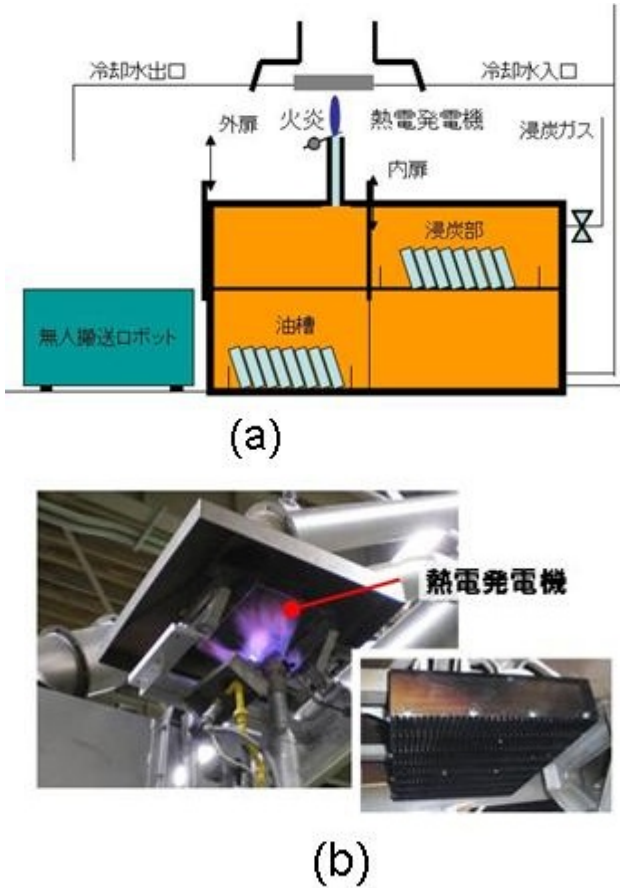 冷却水出口
冷却水入口
外扉
火炎
熱電発電機
浸炭ガス
内扉
浸炭部
無人搬送ロボット
油槽
(a)
熱電発電機
(b)